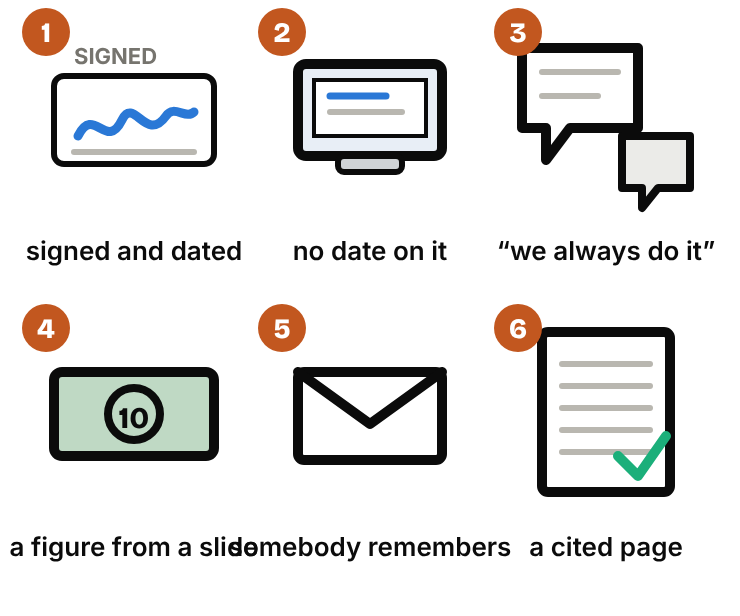 1
2
3
SIGNED
signed and dated
no date on it
“we always do it”
4
5
6
10
a figure from a slide
somebody remembers
a cited page